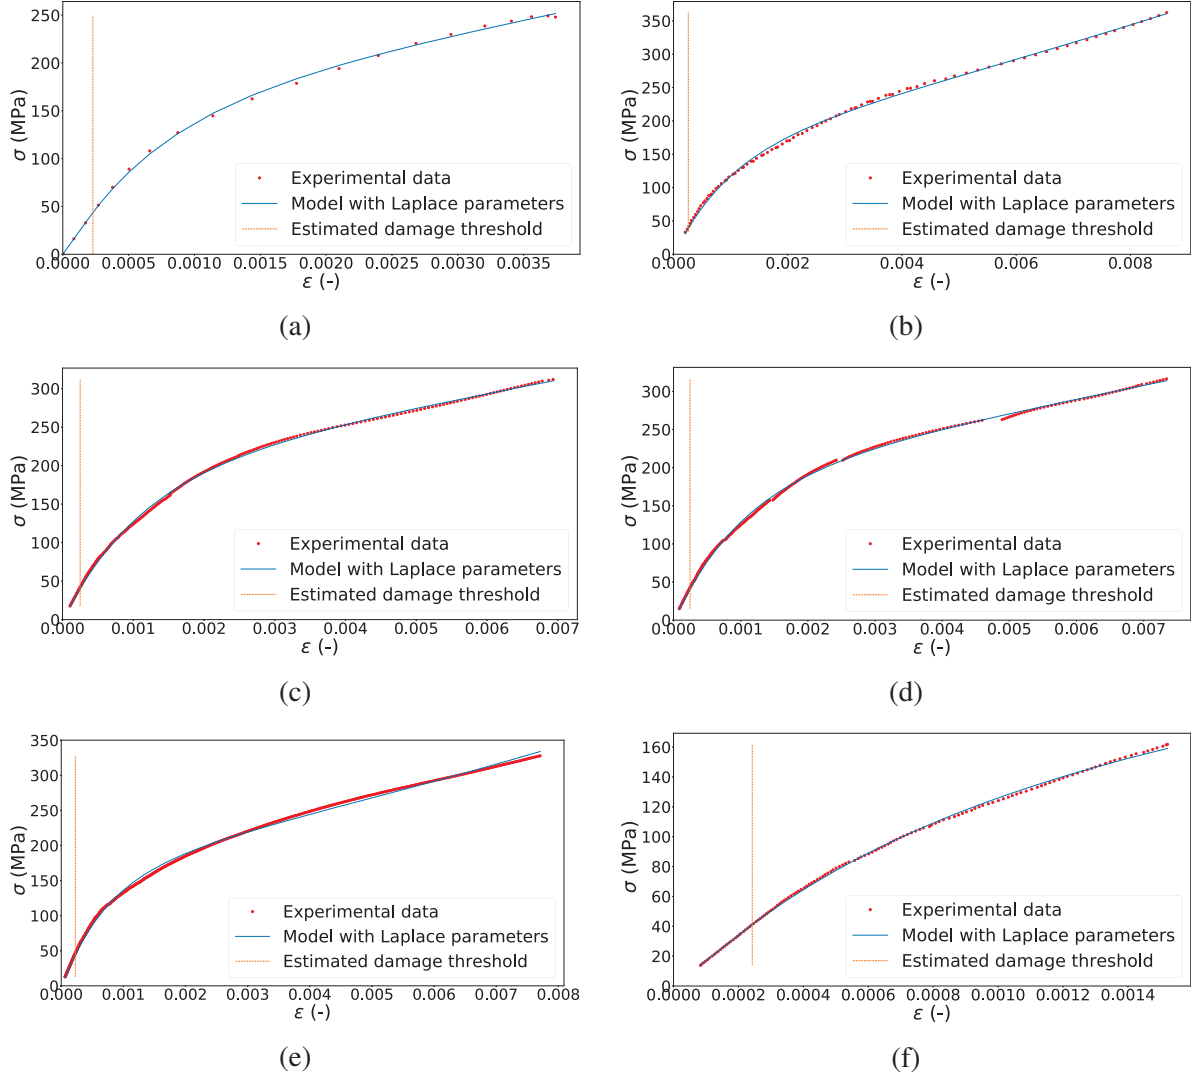 250
200
150
100
50
0
σ (MPa)
Experimental data
Model with Laplace parameters
Estimated damage threshold
0.0000 0.0005 0.0010 0.0015 0.0020 0.0025 0.0030 0.0035
ε (-)
(a)
350
300
250
200
150
100
50
0
σ (MPa)
Experimental data
Model with Laplace parameters
Estimated damage threshold
0.000 0.002 0.004 0.006 0.008
ε (-)
(b)
300
250
200
150
100
50
0
σ (MPa)
Experimental data
Model with Laplace parameters
Estimated damage threshold
0.000 0.001 0.002 0.003 0.004 0.005 0.006 0.007
ε (-)
(c)
300
250
200
150
100
50
0
σ (MPa)
Experimental data
Model with Laplace parameters
Estimated damage threshold
0.000 0.001 0.002 0.003 0.004 0.005 0.006 0.007
ε (-)
(d)
350
300
250
200
150
100
50
0
σ (MPa)
Experimental data
Model with Laplace parameters
Estimated damage threshold
0.000 0.001 0.002 0.003 0.004 0.005 0.006 0.007 0.008
ε (-)
(e)
160
140
120
100
80
60
40
20
0
σ (MPa)
Experimental data
Model with Laplace parameters
Estimated damage threshold
0.0000 0.0002 0.0004 0.0006 0.0008 0.0010 0.0012 0.0014
ε (-)
(f)